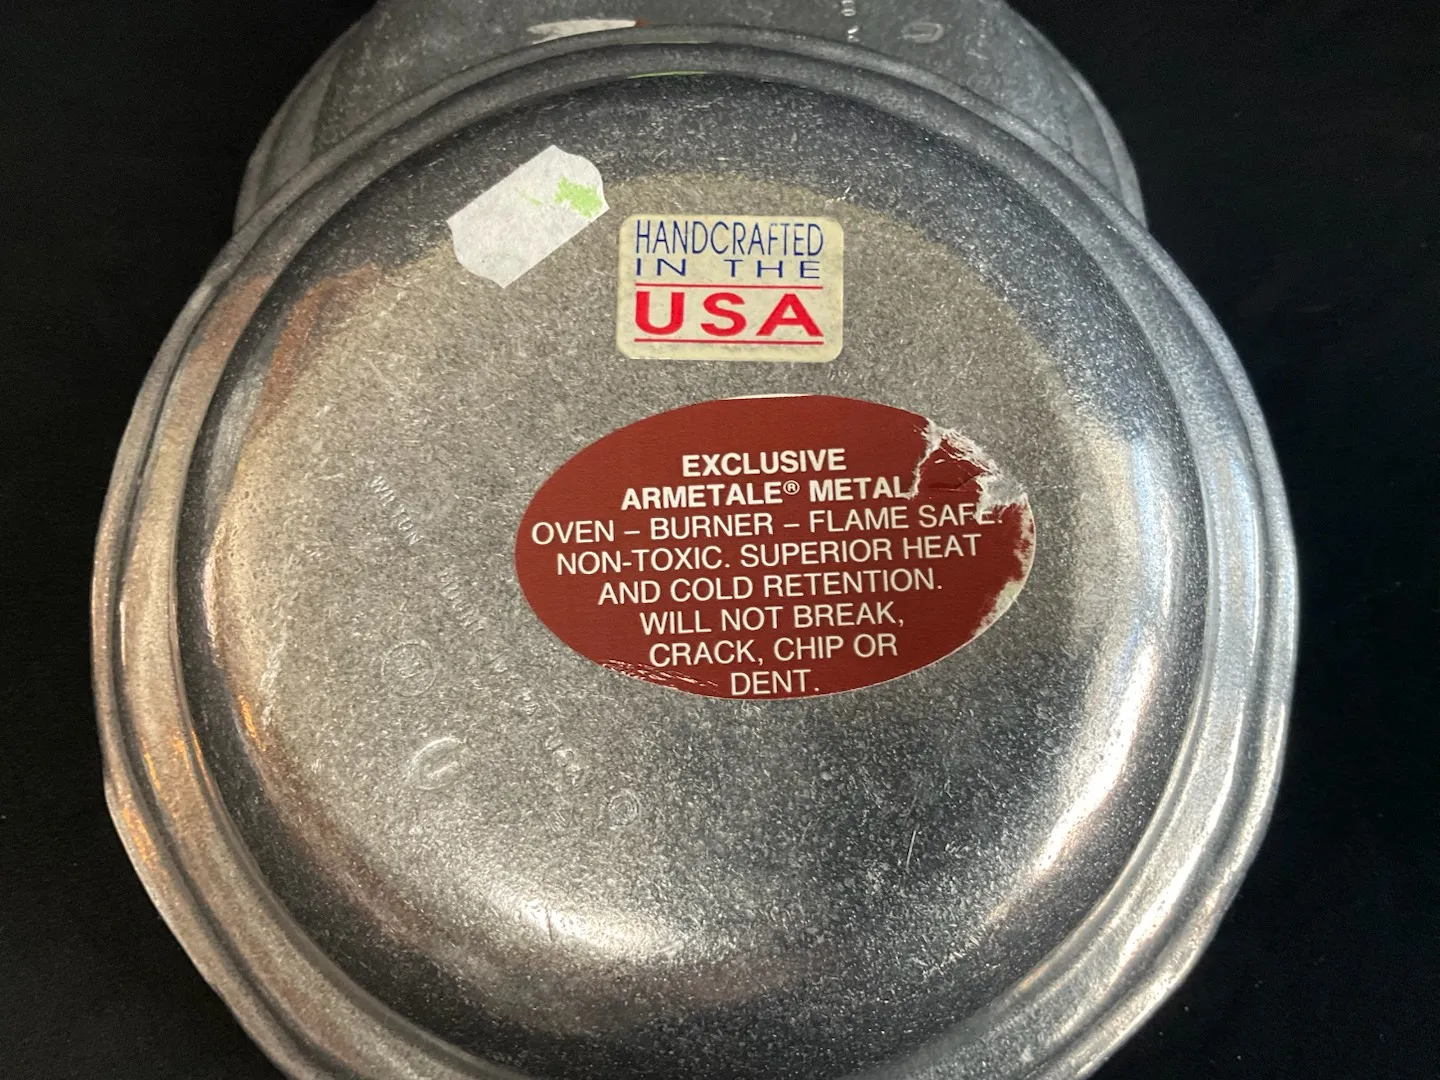 HANDCRAFTED
IN THE
USA
EXCLUSIVE
ARMETALE® METAL
OVEN – BURNER – FLAME SAFE.
NON-TOXIC. SUPERIOR HEAT
AND COLD RETENTION.
WILL NOT BREAK,
CRACK, CHIP OR
DENT.
WILTON